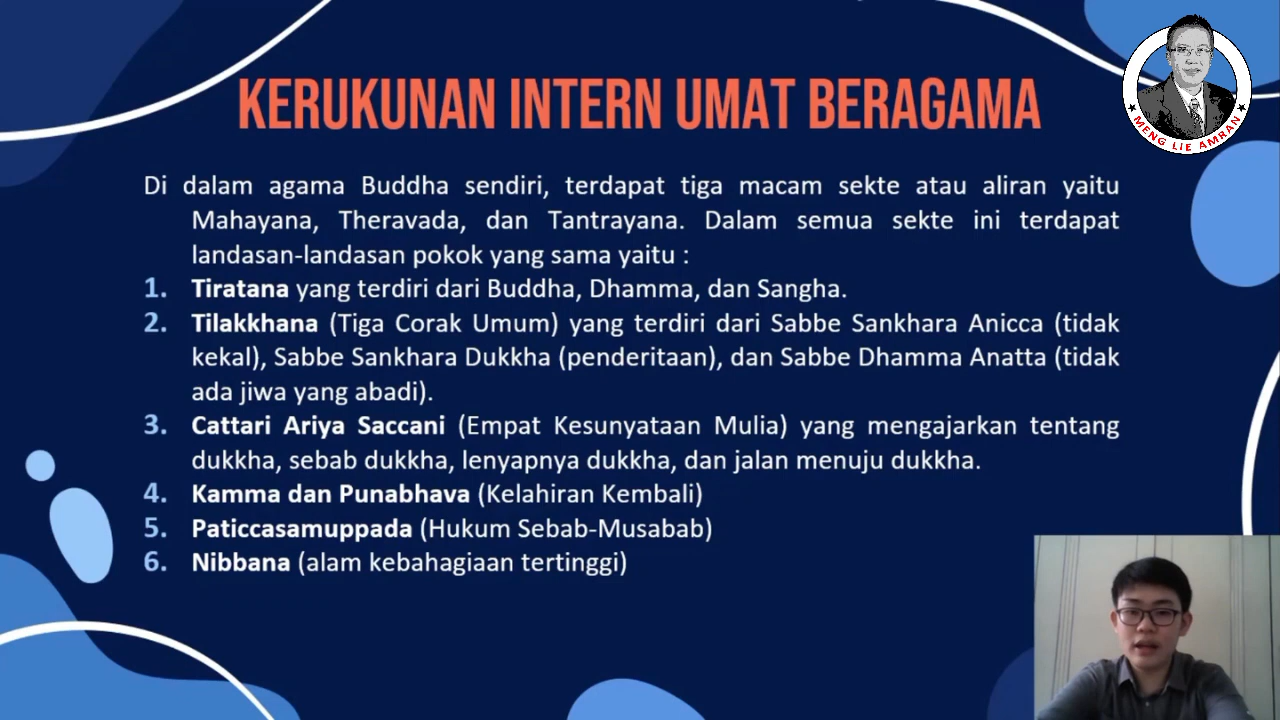 KERUKUNAN INTERN UMAT BERAGAMA
MENG LIE AMRAN
Di dalam agama Buddha sendiri, terdapat tiga macam sekte atau aliran yaitu
Mahayana, Theravada, dan Tantrayana. Dalam semua sekte ini terdapat
landasan-landasan pokok yang sama yaitu :
1. Tiratana yang terdiri dari Buddha, Dhamma, dan Sangha.
2. Tilakkhana (Tiga Corak Umum) yang terdiri dari Sabbe Sankhara Anicca (tidak
kekal), Sabbe Sankhara Dukkha (penderitaan), dan Sabbe Dhamma Anatta (tidak
ada jiwa yang abadi).
3. Cattari Ariya Saccani (Empat Kesunyataan Mulia) yang mengajarkan tentang
dukkha, sebab dukkha, lenyapnya dukkha, dan jalan menuju dukkha.
4. Kamma dan Punabhava (Kelahiran Kembali)
5. Paticcasamuppada (Hukum Sebab-Musabab)
6. Nibbana (alam kebahagiaan tertinggi)